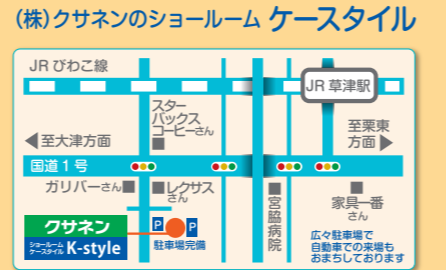 (株)クサネンのショールーム ケースタイル
JR びわこ線
JR 草津駅
スター
バックス
コーヒーさん
至大津方面
至栗東
方面
国道1号
ガリバーさん
レクサス
さん
宮脇病院
家具一番
さん
クサネン
ショールーム
ケースタイル K-style
P
P
駐車場完備
広々駐車場で
自動車での来場も
おまちしております